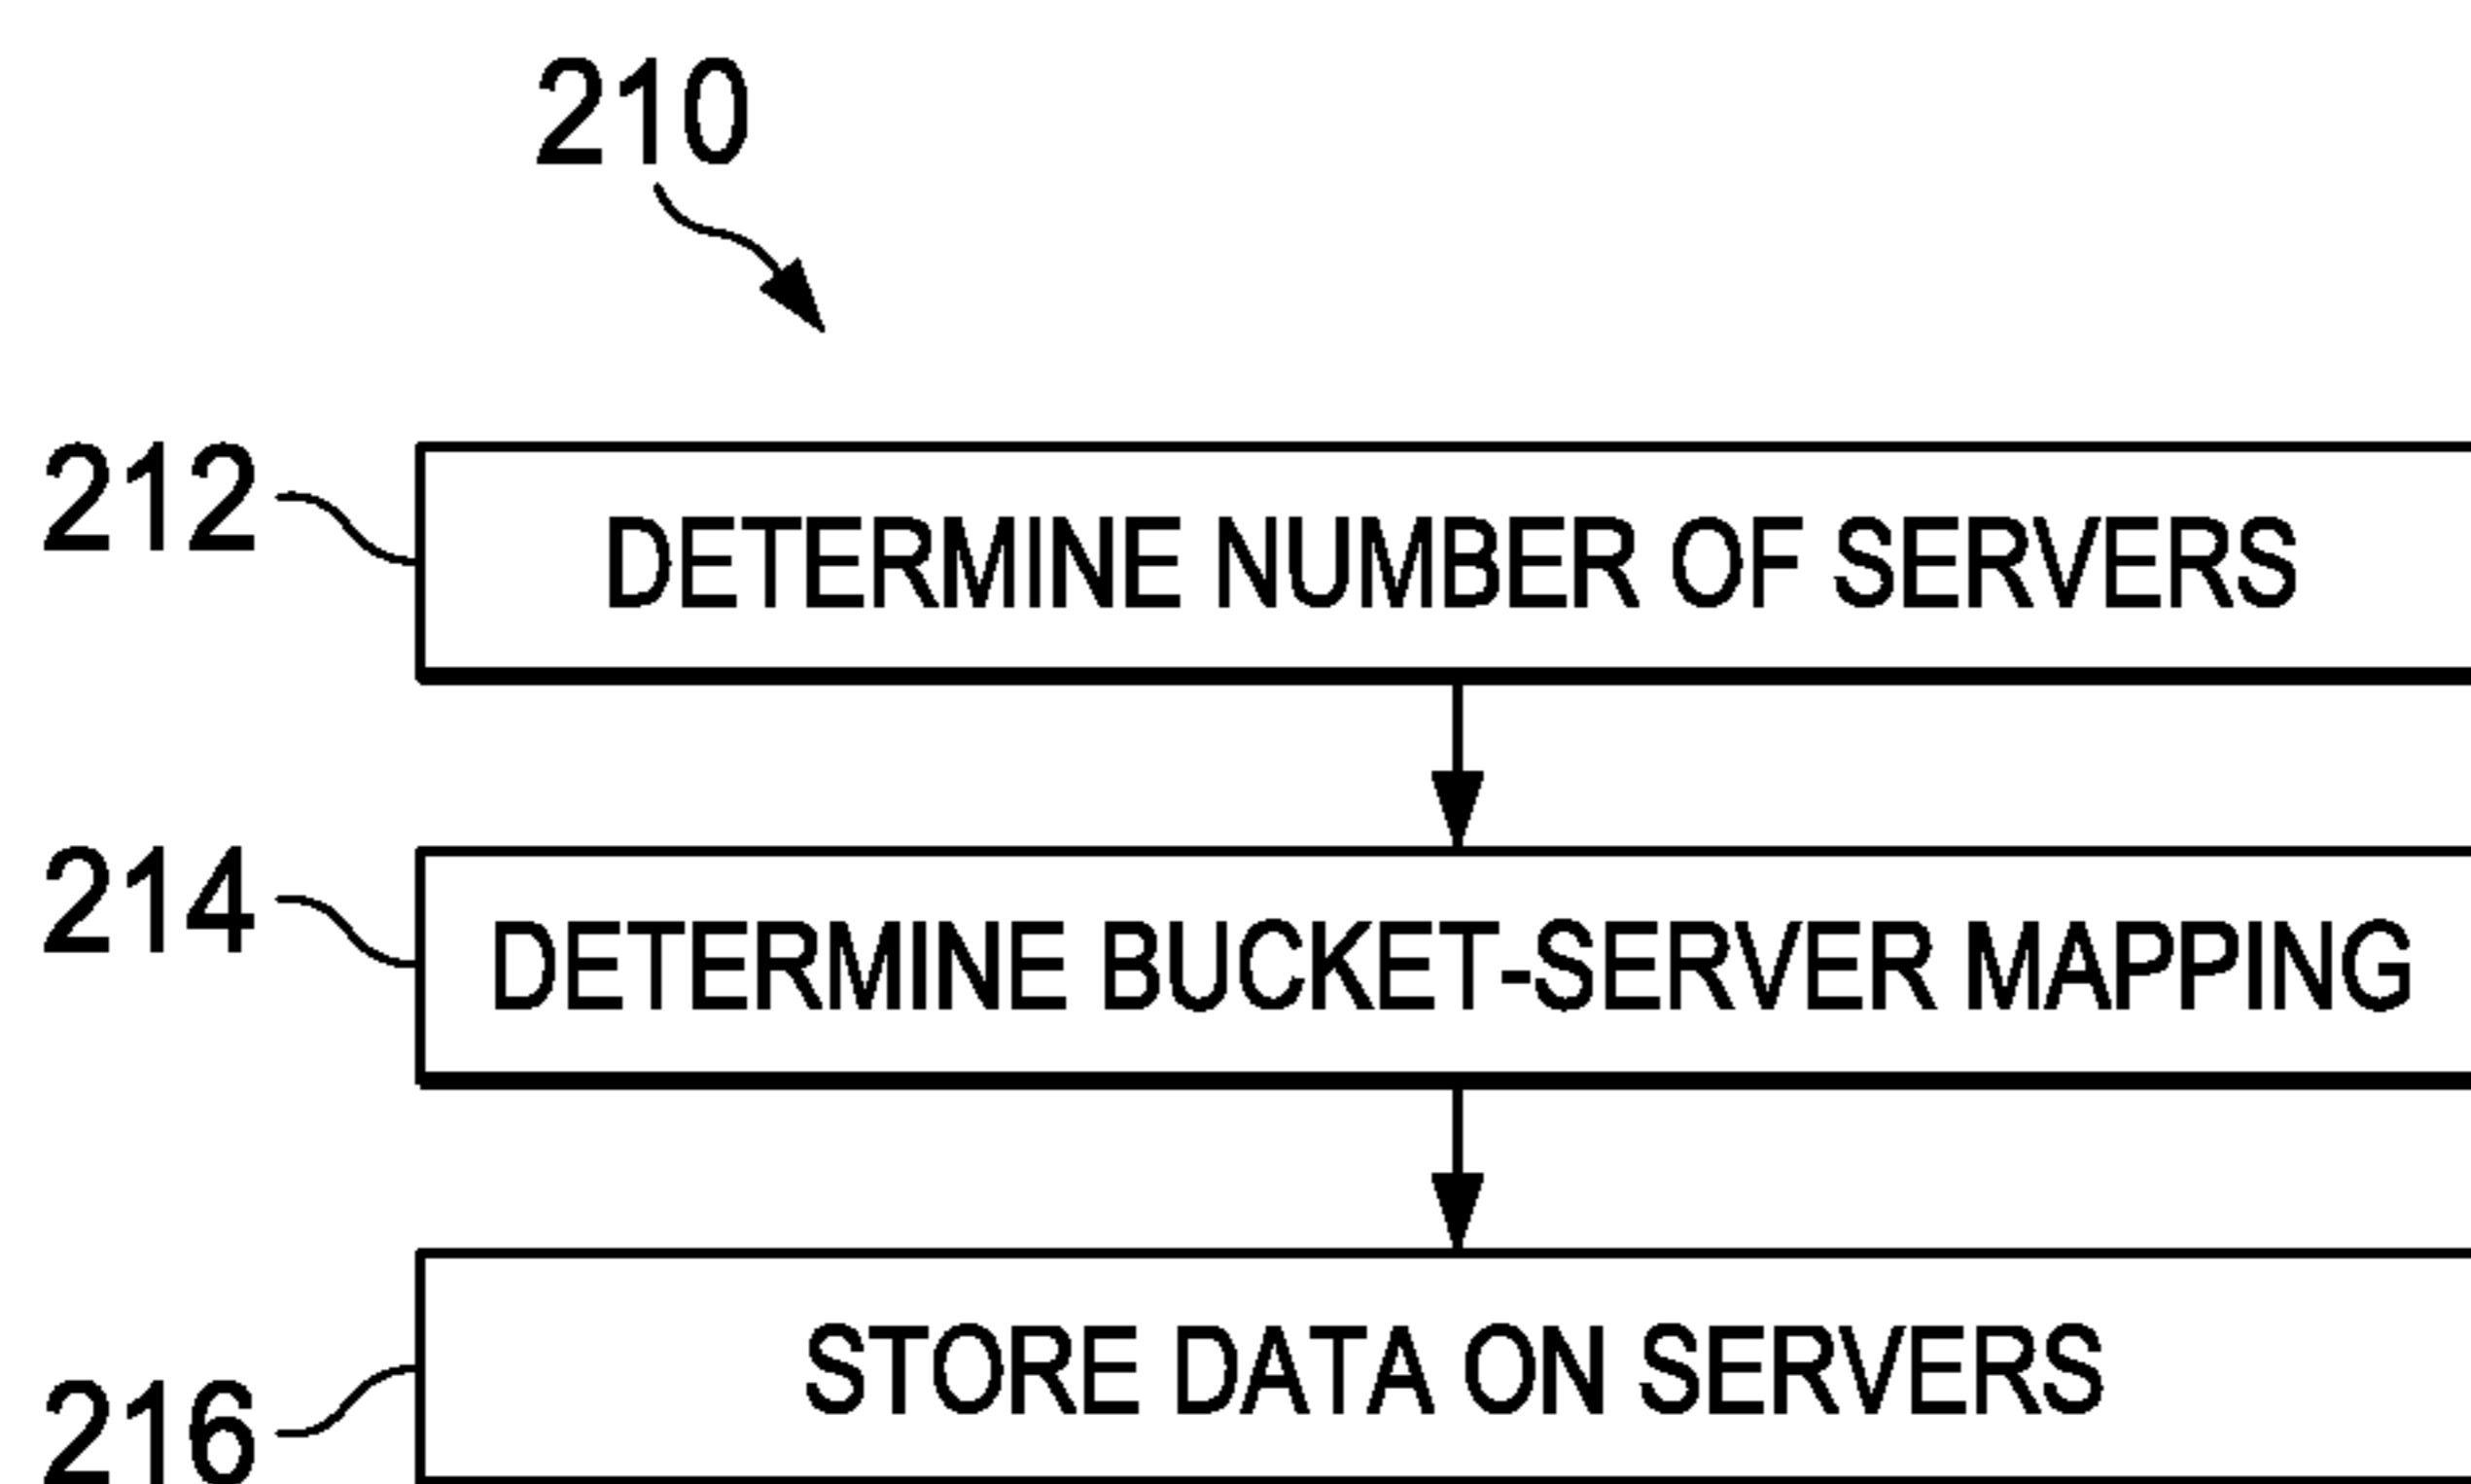 210
212 DETERMINE NUMBER OF SERVERS
214 DETERMINE BUCKET-SERVER MAPPING
216 STORE DATA ON SERVERS